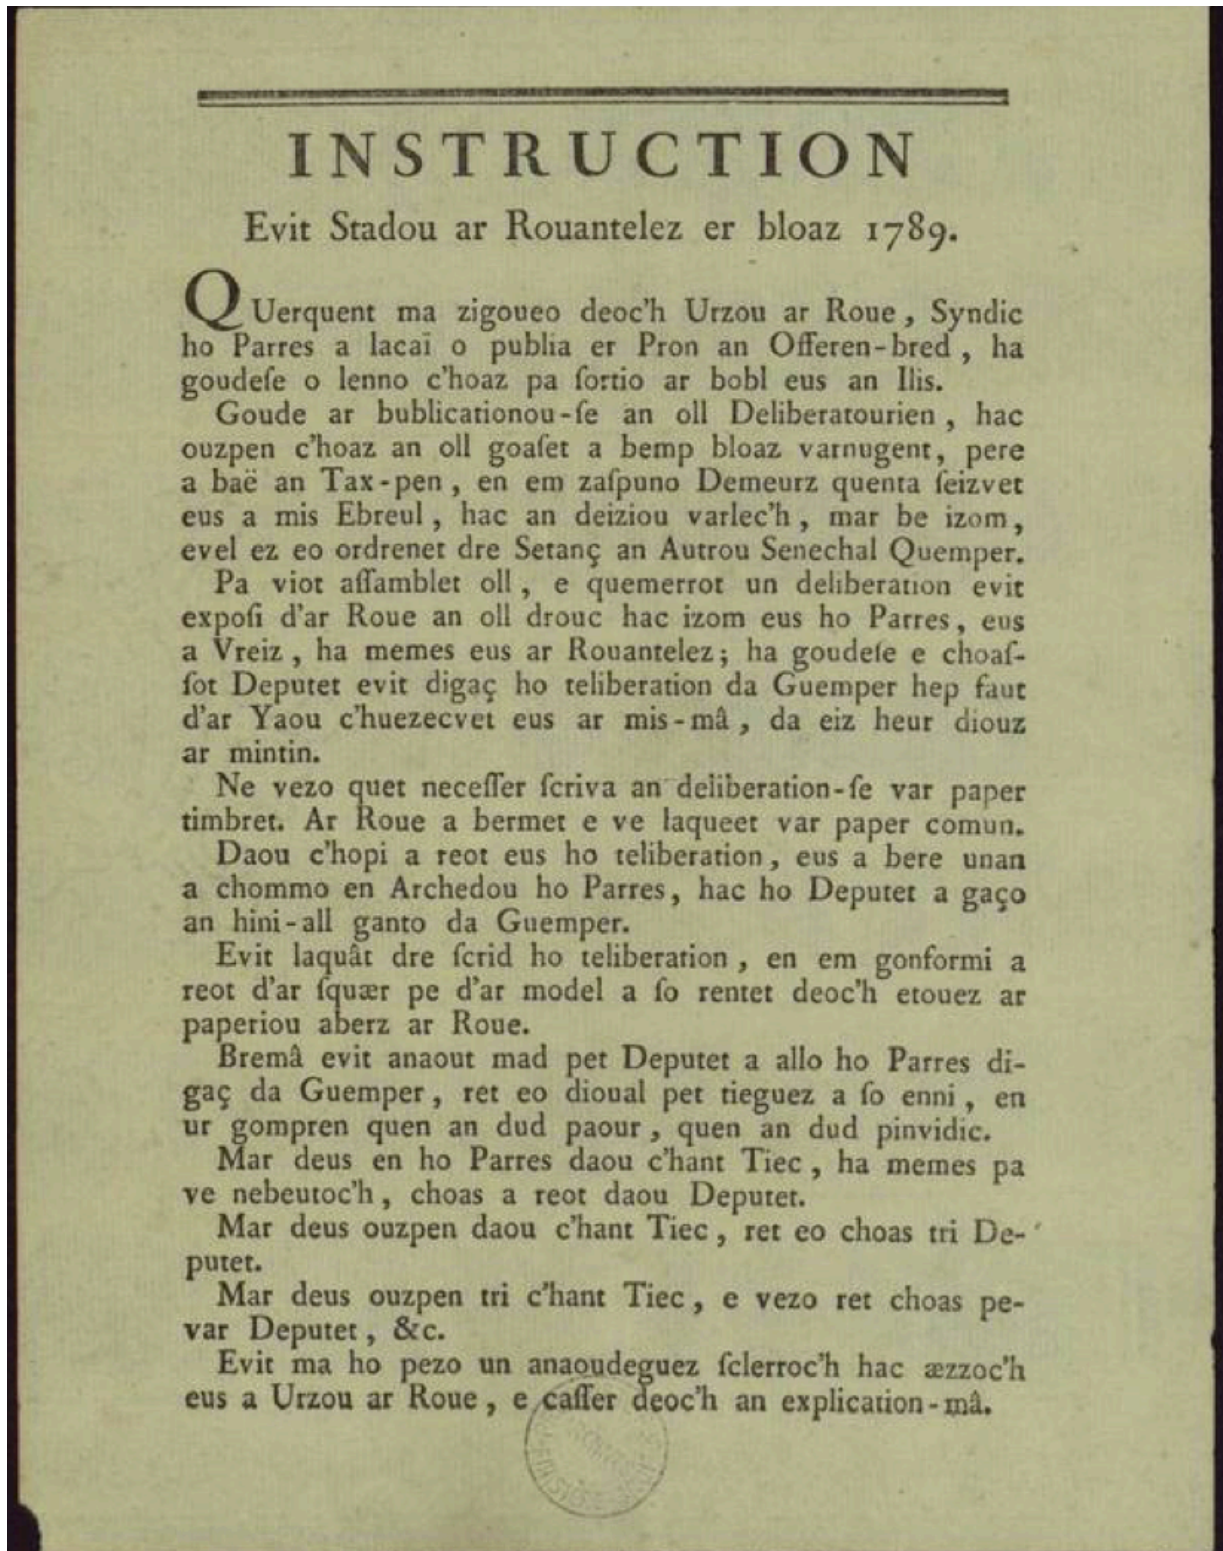 INSTRUCTION
Evit Stadou ar Rouantelez er bloaz 1789.
QUerquent ma zigoueo deoc'h Urzou ar Roue, Syndic
ho Parres a lacaï o publia er Pron an Offeren-bred, ha
goudeſe o lenno c'hoaz pa ſortio ar bobl eus an Ilis.
Goude ar bublicationou-ſe an oll Deliberatourien, hac
ouzpen c'hoaz an oll goaſet a bemp bloaz varnugent, pere
a baë an Tax-pen, en em zaſpuno Demeurz quenta ſeizvet
eus a mis Ebreul, hac an deiziou varlec'h, mar be izom,
evel ez eo ordrenet dre Setanç an Autrou Senechal Quemper.
Pa viot aſſamblet oll, e quemerrot un deliberation evit
expoſi d'ar Roue an oll drouc hac izom eus ho Parres, eus
a Vreiz, ha memes eus ar Rouantelez; ha goudeſe e choaſ-
ſot Deputet evit digaç ho teliberation da Guemper hep faut
d'ar Yaou c'huezecvet eus ar mis-mâ, da eiz heur diouz
ar mintin.
Ne vezo quet neceſſer ſcriva an deliberation-ſe var paper
timbret. Ar Roue a bermet e ve laqueet var paper comun.
Daou c'hopi a reot eus ho teliberation, eus a bere unan
a chommo en Archedou ho Parres, hac ho Deputet a gaço
an hini-all ganto da Guemper.
Evit laquât dre ſcrid ho teliberation, en em gonformi a
reot d'ar ſquær pe d'ar model a ſo rentet deoc'h etouez ar
paperiou aberz ar Roue.
Bremâ evit anaout mad pet Deputet a allo ho Parres di-
gaç da Guemper, ret eo dioual pet tieguez a ſo enni, en
ur gompren quen an dud paour, quen an dud pinvidic.
Mar deus en ho Parres daou c'hant Tiec, ha memes pa
ve nebeutoc'h, choas a reot daou Deputet.
Mar deus ouzpen daou c'hant Tiec, ret eo choas tri De-
putet.
Mar deus ouzpen tri c'hant Tiec, e vezo ret choas pe-
var Deputet, &c.
Evit ma ho pezo un anaoudeguez ſclerroc'h hac æzzoc'h
eus a Urzou ar Roue, e caſſer deoc'h an explication-mâ.